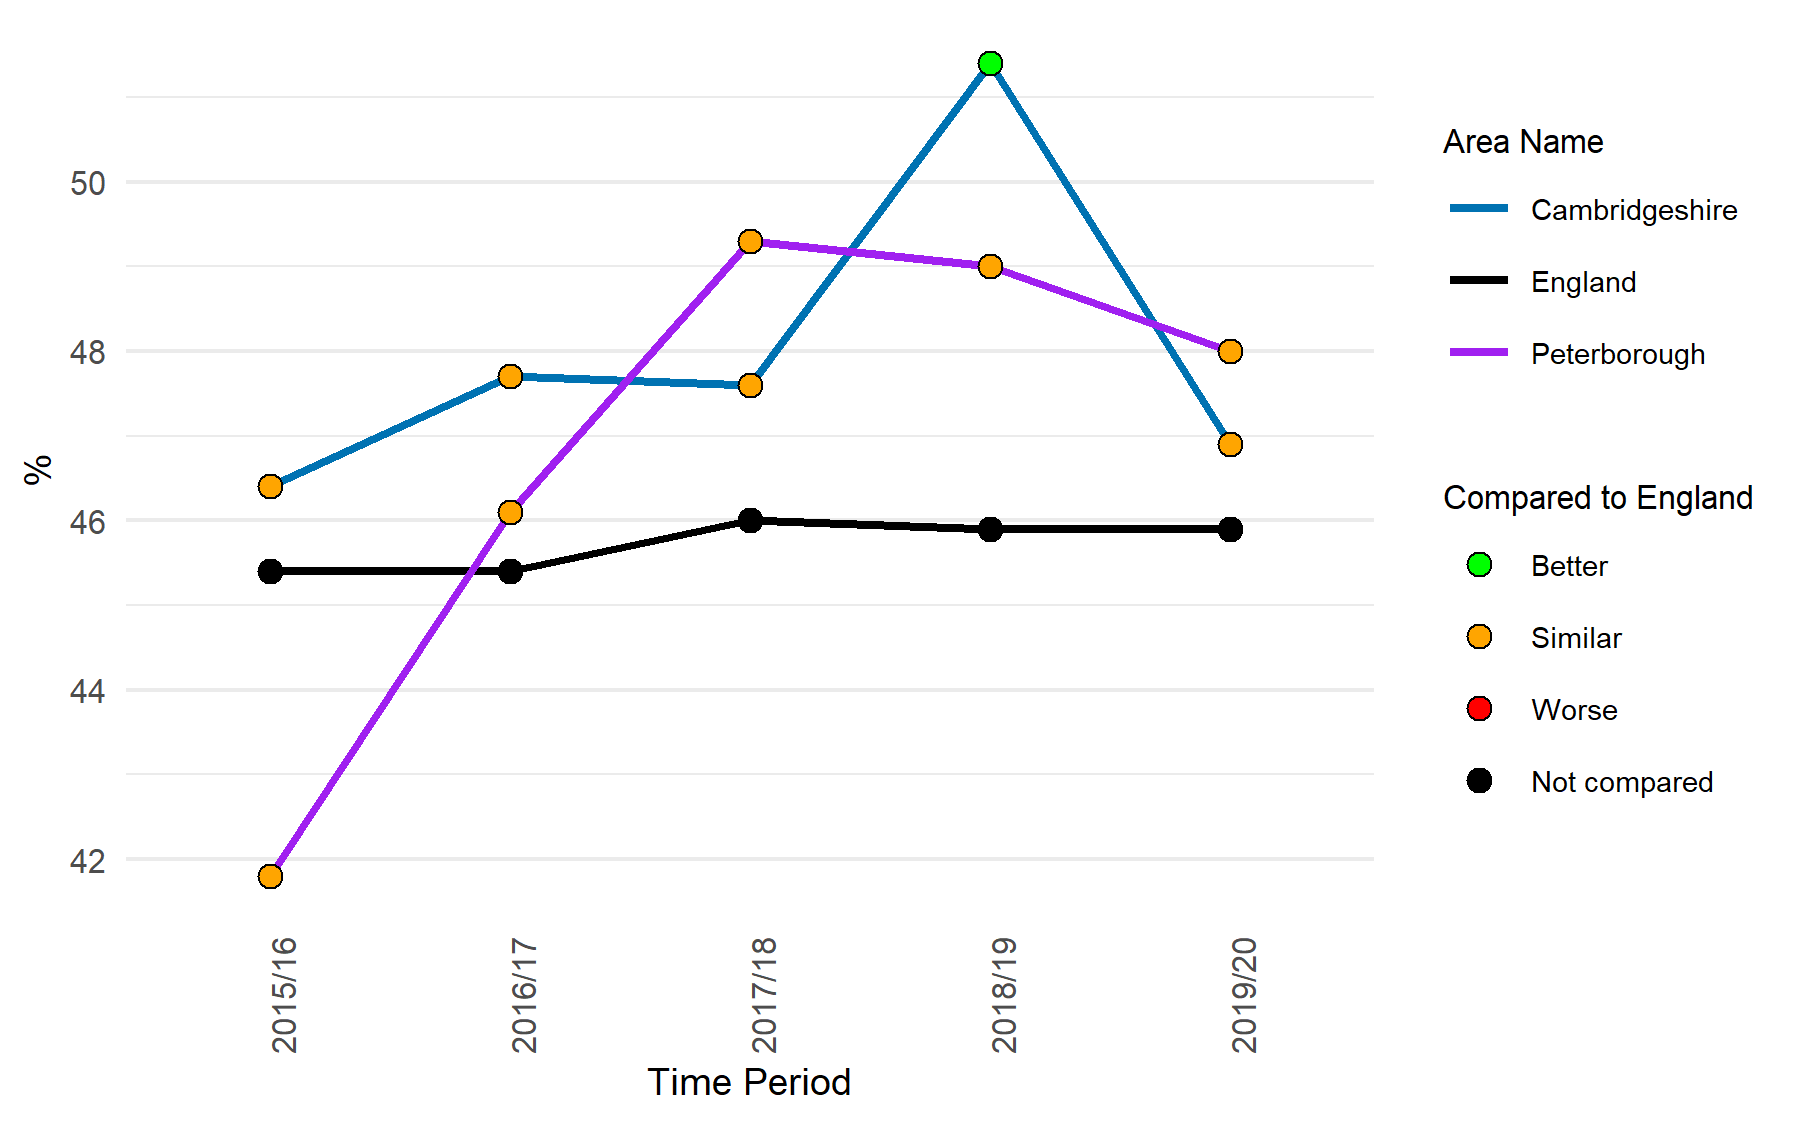 %
50
48
46
44
42
2015/16
2016/17
2017/18
2018/19
2019/20
Time Period
Area Name
Cambridgeshire
England
Peterborough
Compared to England
Better
Similar
Worse
Not compared